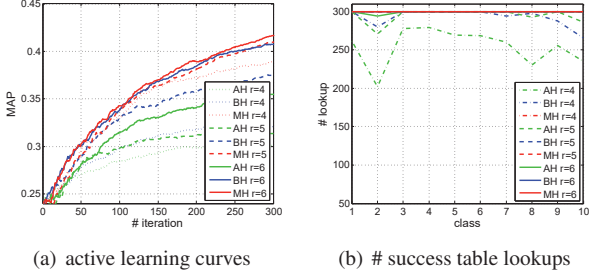 0.45
0.4
0.35
0.3
0.25
MAP
0
50
100
150
200
250
300
# iteration
AH r=4
BH r=4
MH r=4
AH r=5
BH r=5
MH r=5
AH r=6
BH r=6
MH r=6
(a) active learning curves
300
250
200
150
100
50
# lookup
1
2
3
4
5
6
7
8
9
10
class
AH r=4
BH r=4
MH r=4
AH r=5
BH r=5
MH r=5
AH r=6
BH r=6
MH r=6
(b) # success table lookups